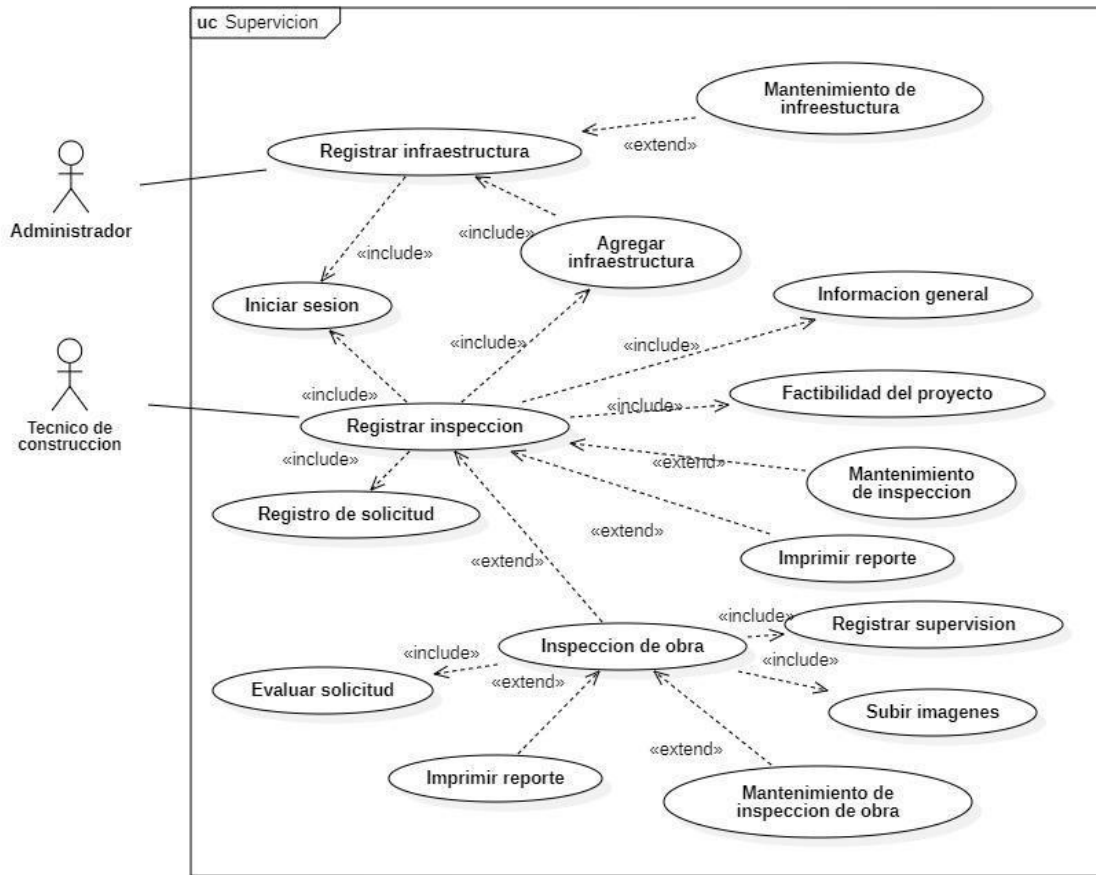 uc Supervicion
Mantenimiento de
infreestuctura
«extend»
Registrar infraestructura
Administrador
«include»
«include»
Agregar
infraestructura
Iniciar sesion
Informacion general
«include»
«include»
«include»
Factibilidad del proyecto
«include»
Tecnico de
construccion
Registrar inspeccion
«include»
«extend»
Mantenimiento
de inspeccion
Registro de solicitud
«extend»
Imprimir reporte
«extend»
«include»
Registrar supervision
Inspeccion de obra
«include»
«include»
Evaluar solicitud
«extend»
Subir imagenes
«extend»
Imprimir reporte
Mantenimiento de
inspeccion de obra